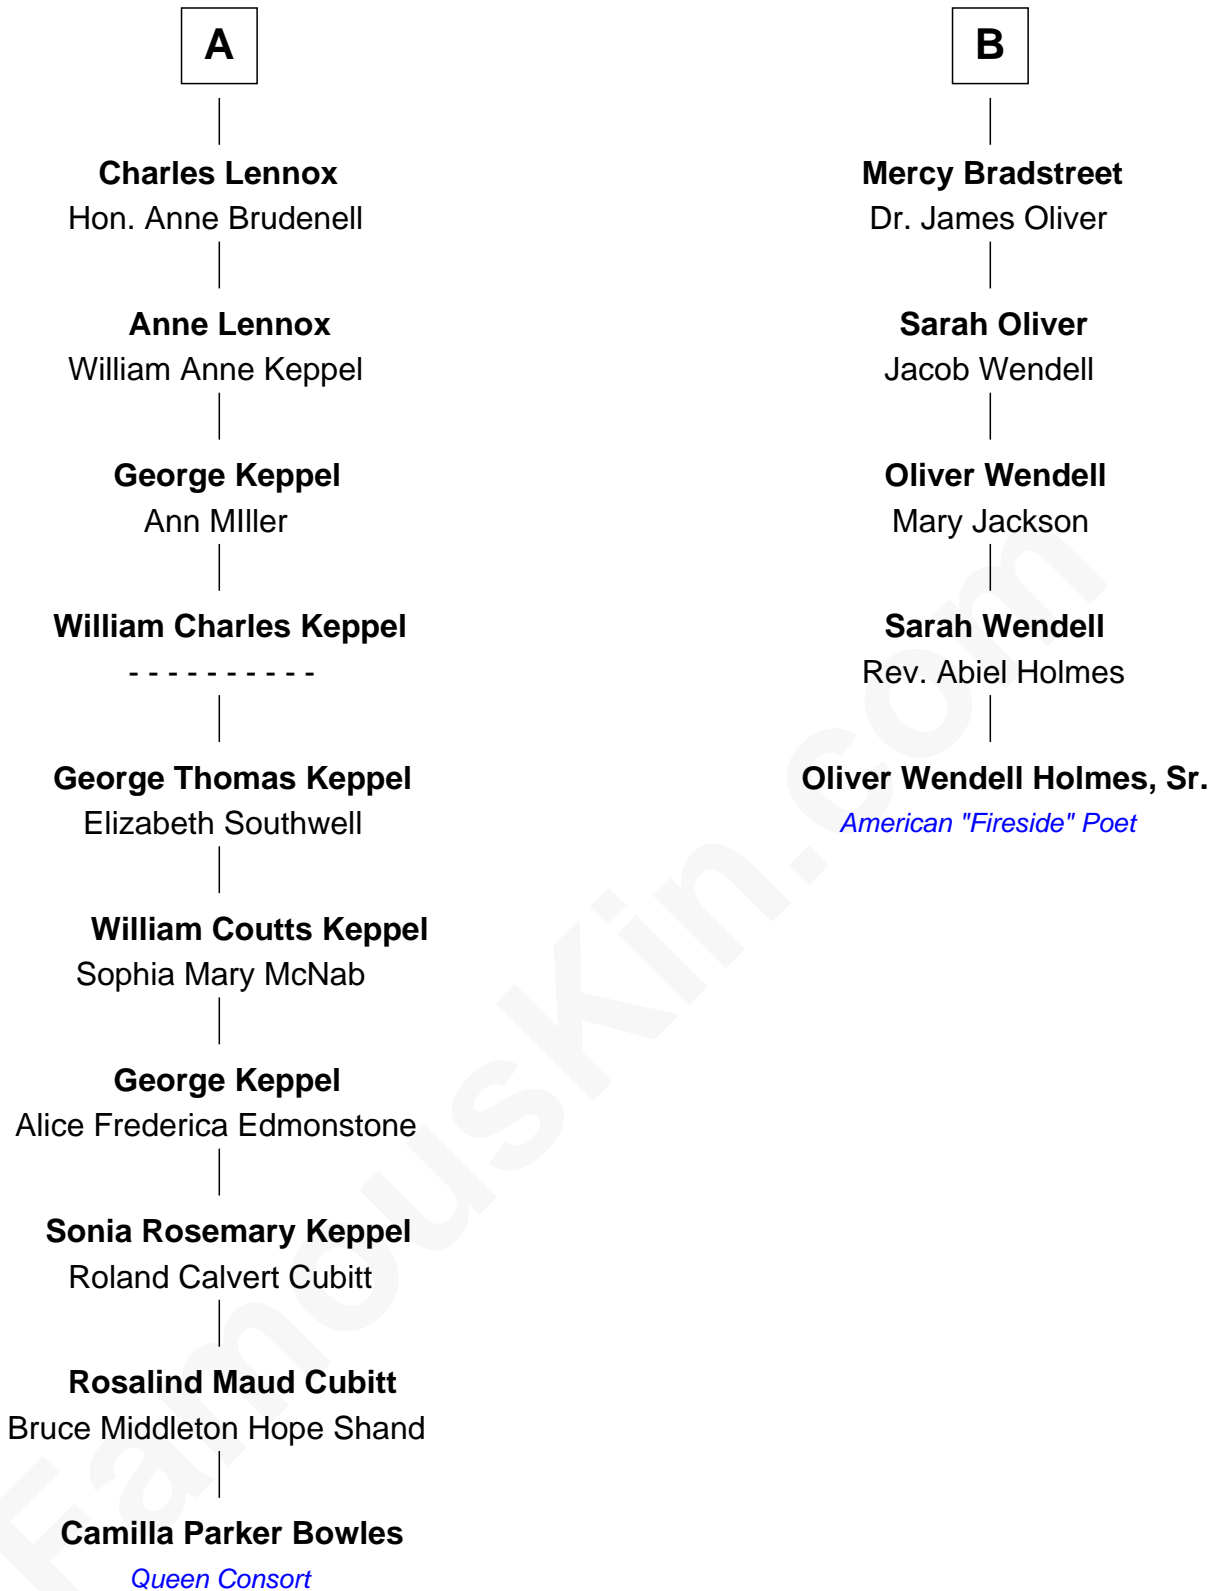 A
Charles Lennox
Hon. Anne Brudenell
Anne Lennox
William Anne Keppel
George Keppel
Ann MIller
William Charles Keppel
- - - - - - - - - -
George Thomas Keppel
Elizabeth Southwell
William Coutts Keppel
Sophia Mary McNab
George Keppel
Alice Frederica Edmonstone
Sonia Rosemary Keppel
Roland Calvert Cubitt
Rosalind Maud Cubitt
Bruce Middleton Hope Shand
Camilla Parker Bowles
Queen Consort
B
Mercy Bradstreet
Dr. James Oliver
Sarah Oliver
Jacob Wendell
Oliver Wendell
Mary Jackson
Sarah Wendell
Rev. Abiel Holmes
Oliver Wendell Holmes, Sr.
American "Fireside" Poet
FamousKin.com